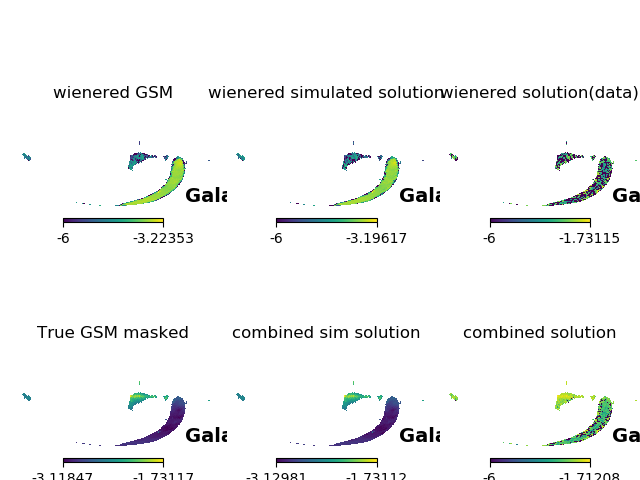 wienered GSM wienered simulated solution wienered solution(data)
Gala Gala Ga
-6 -3.22353 -6 -3.19617 -6 -1.73115
True GSM masked combined sim solution combined solution
Gala Gala Ga
-3.11847 -1.73117 -3.12981 -1.73112 -6 -1.71208